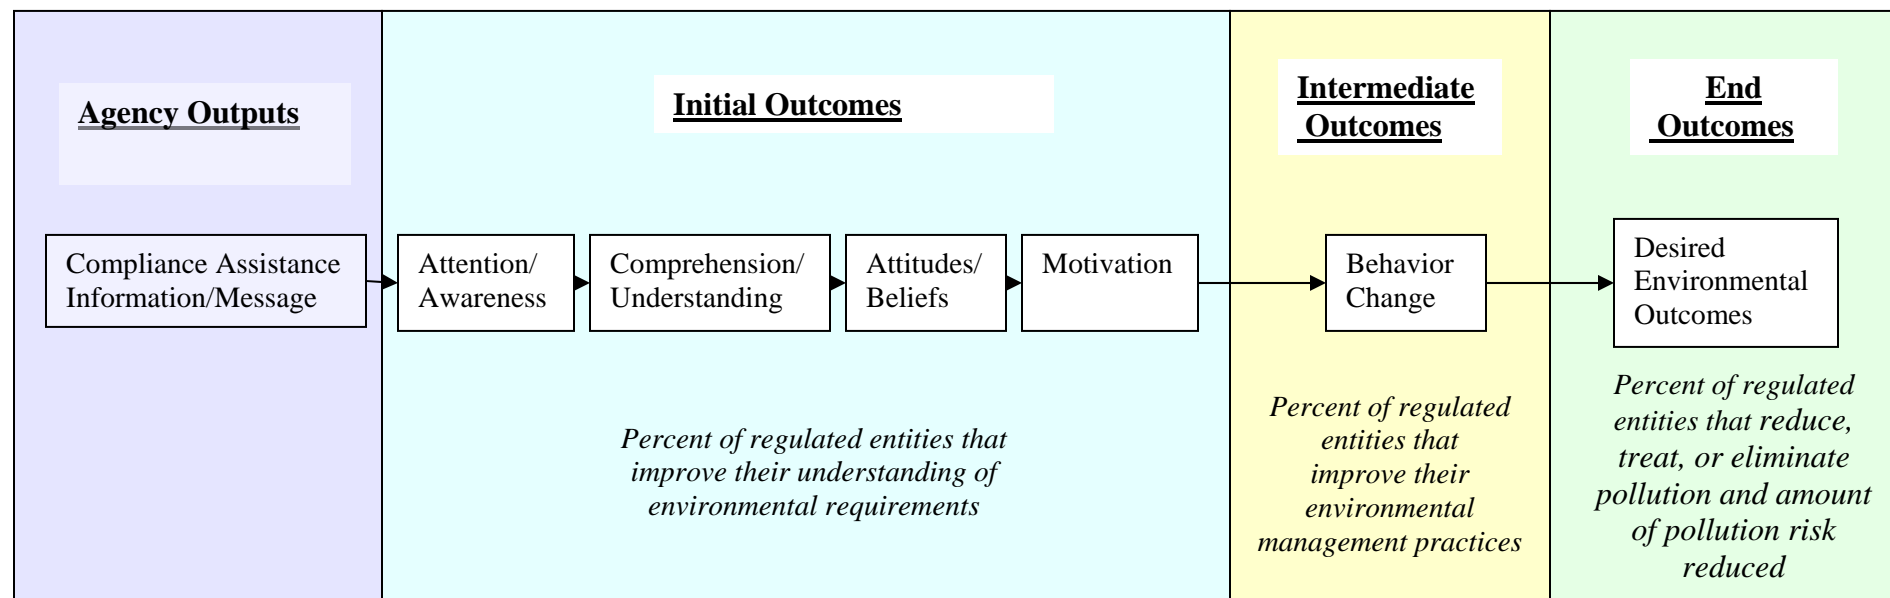 Agency Outputs
Initial Outcomes
Intermediate
Outcomes
End
Outcomes
Compliance Assistance
Information/Message
Attention/
Awareness
Comprehension/
Understanding
Attitudes/
Beliefs
Motivation
Behavior
Change
Desired
Environmental
Outcomes
Percent of regulated entities that
improve their understanding of
environmental requirements
Percent of regulated
entities that
improve their
environmental
management practices
Percent of regulated
entities that reduce,
treat, or eliminate
pollution and amount
of pollution risk
reduced